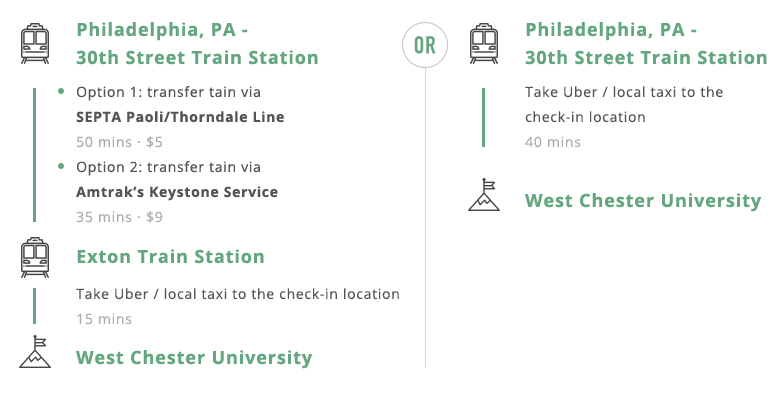 Philadelphia, PA -
30th Street Train Station
Option 1: transfer tain via
SEPTA Paoli/Thorndale Line
50 mins · $5
Option 2: transfer tain via
Amtrak’s Keystone Service
35 mins · $9
Exton Train Station
Take Uber / local taxi to the check-in location
15 mins
West Chester University
OR
Philadelphia, PA -
30th Street Train Station
Take Uber / local taxi to the
check-in location
40 mins
West Chester University